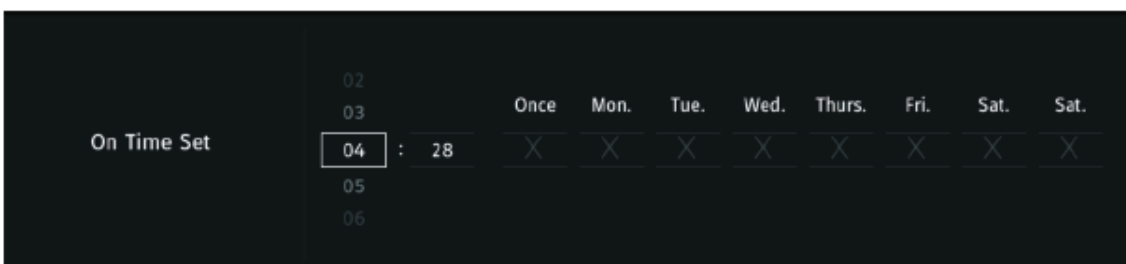 02
Once Mon. Tue. Wed. Thurs. Fri. Sat. Sat.
03
On Time Set
04 : 28 X X X X X X X X
05
06